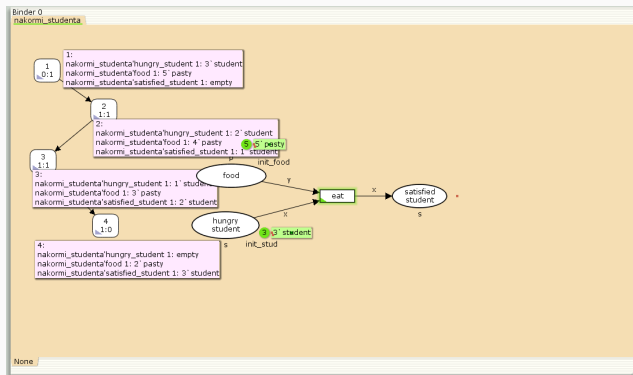 Binder 0
nakormi_studenta
1
0:1
1:
nakormi_studenta'hungry_student 1: 3`student
nakormi_studenta'food 1: 5`pasty
nakormi_studenta'satisfied_student 1: empty
2
1:1
2:
nakormi_studenta'hungry_student 1: 2`student
nakormi_studenta'food 1: 4`pasty
nakormi_studenta'satisfied_student 1: 1`student
5 5`pasty
init_food
3
1:1
3:
nakormi_studenta'hungry_student 1: 1`student
nakormi_studenta'food 1: 3`pasty
nakormi_studenta'satisfied_student 1: 2`student
food
y
eat
x
satisfied
student
s
4
1:0
x
hungry
student
3 3`student
s
init_stud
4:
nakormi_studenta'hungry_student 1: empty
nakormi_studenta'food 1: 2`pasty
nakormi_studenta'satisfied_student 1: 3`student
None